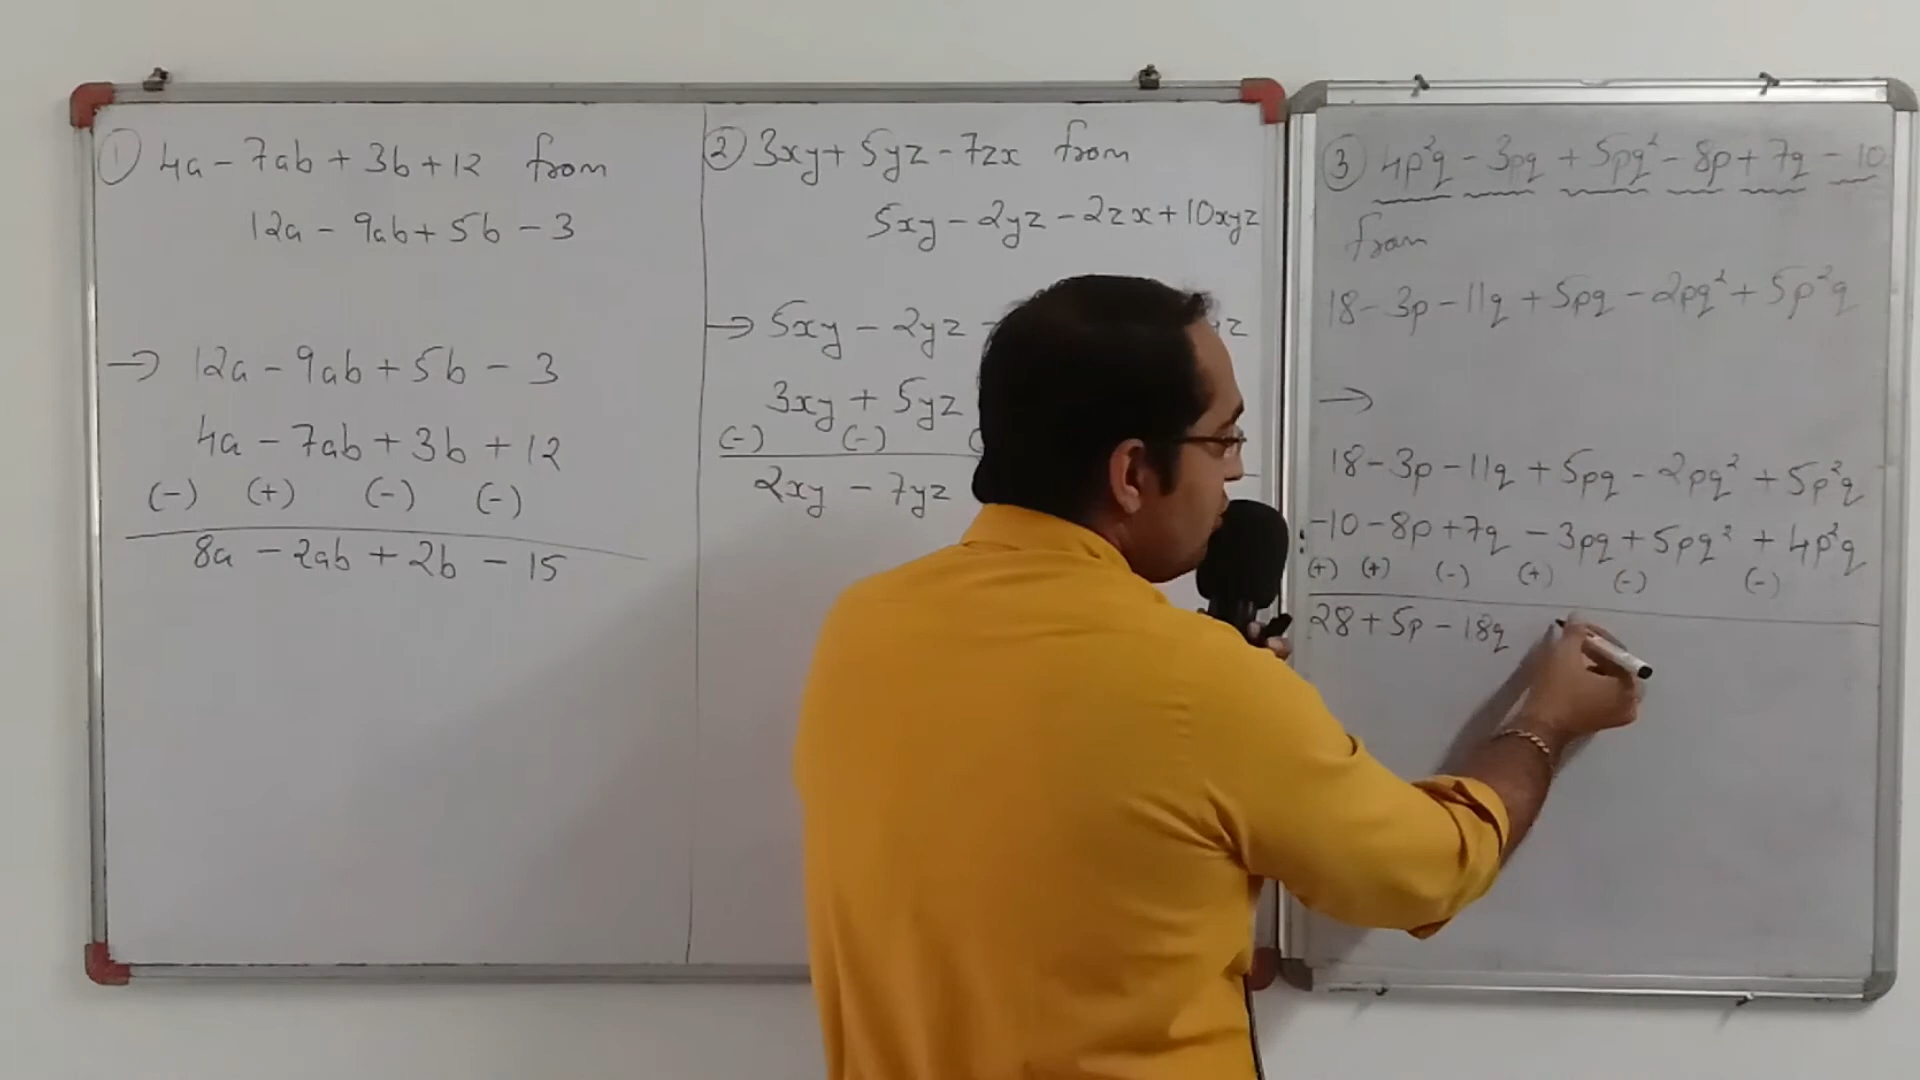 ① 4a - 7ab + 3b + 12 from
12a - 9ab + 5b - 3
→ 12a - 9ab + 5b - 3
4a - 7ab + 3b + 12
(-) (+) (-) (-)
8a - 2ab + 2b - 15
② 3xy + 5yz - 7zx from
5xy - 2yz - 2zx + 10xyz
→ 5xy - 2yz
3xy + 5yz
(-) (-)
2xy - 7yz
③ 4p²q - 3pq + 5pq² - 8p + 7q - 10
from
18 - 3p - 11q + 5pq - 2pq² + 5p²q
→
18 - 3p - 11q + 5pq - 2pq² + 5p²q
-10 - 8p + 7q - 3pq + 5pq² + 4p²q
(+) (+) (-) (+) (-) (-)
28 + 5p - 18q